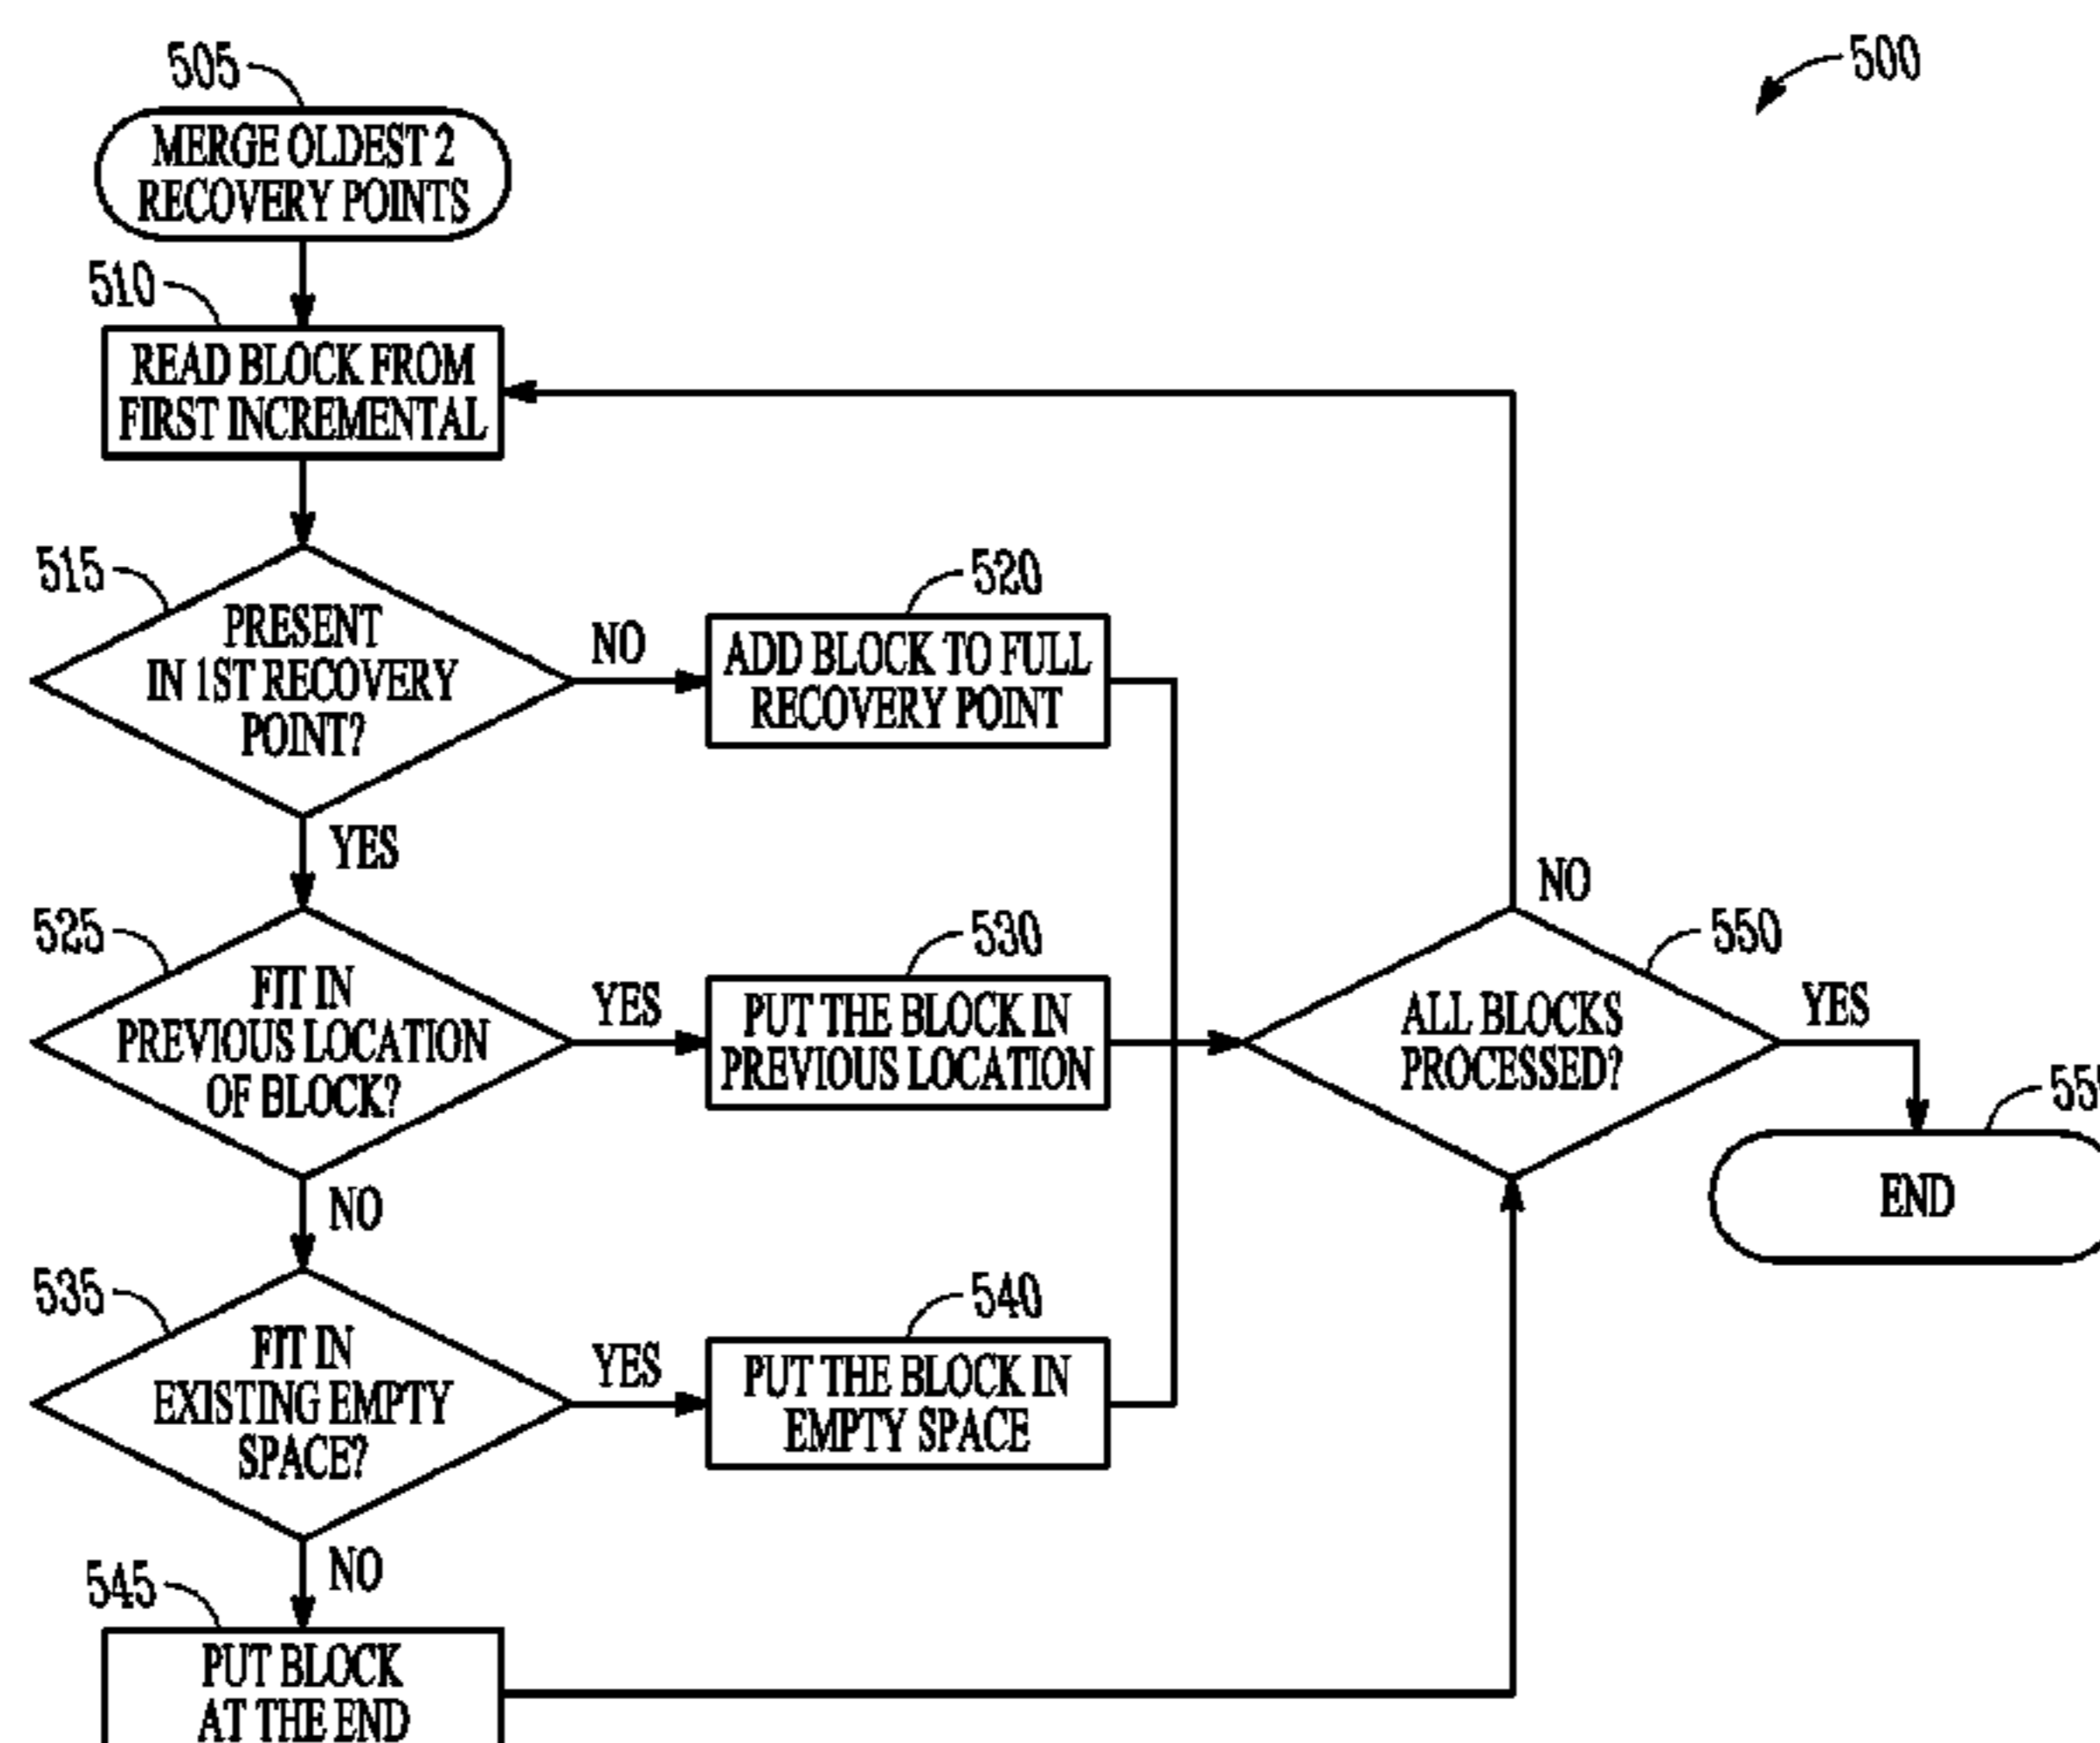 500
505
MERGE OLDEST 2
RECOVERY POINTS
510
READ BLOCK FROM
FIRST INCREMENTAL
515
PRESENT
IN 1ST RECOVERY
POINT?
NO
520
ADD BLOCK TO FULL
RECOVERY POINT
YES
525
FIT IN
PREVIOUS LOCATION
OF BLOCK?
YES
530
PUT THE BLOCK IN
PREVIOUS LOCATION
NO
550
ALL BLOCKS
PROCESSED?
YES
END
NO
535
FIT IN
EXISTING EMPTY
SPACE?
YES
540
PUT THE BLOCK IN
EMPTY SPACE
NO
545
PUT BLOCK
AT THE END